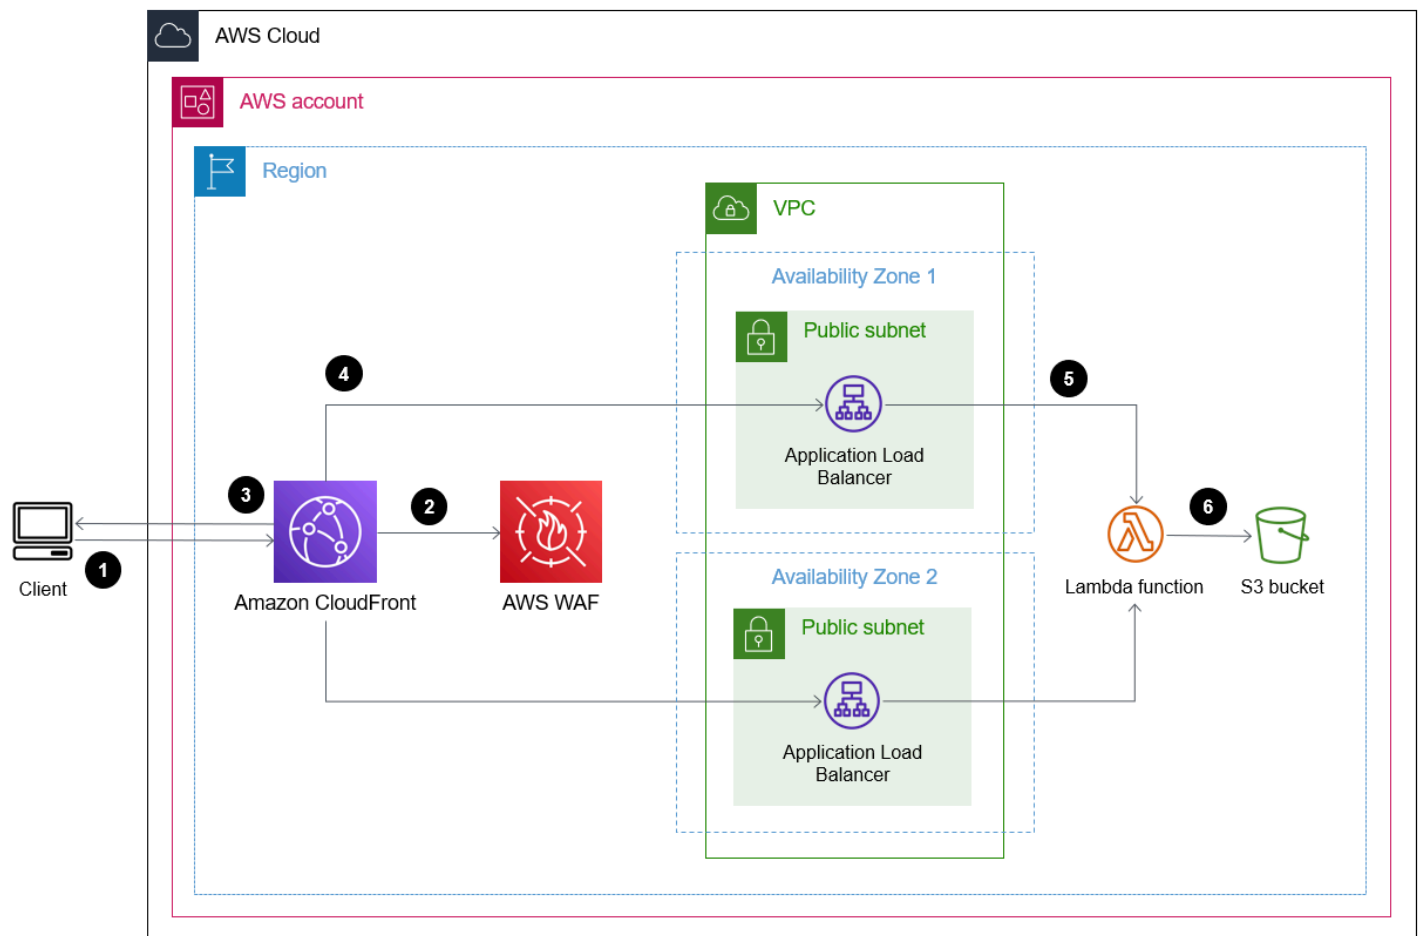 AWS Cloud
AWS account
Region
VPC
Availability Zone 1
Public subnet
4
5
Application Load
Balancer
3
2
6
1
Client
Amazon CloudFront
AWS WAF
Lambda function
S3 bucket
Availability Zone 2
Public subnet
Application Load
Balancer